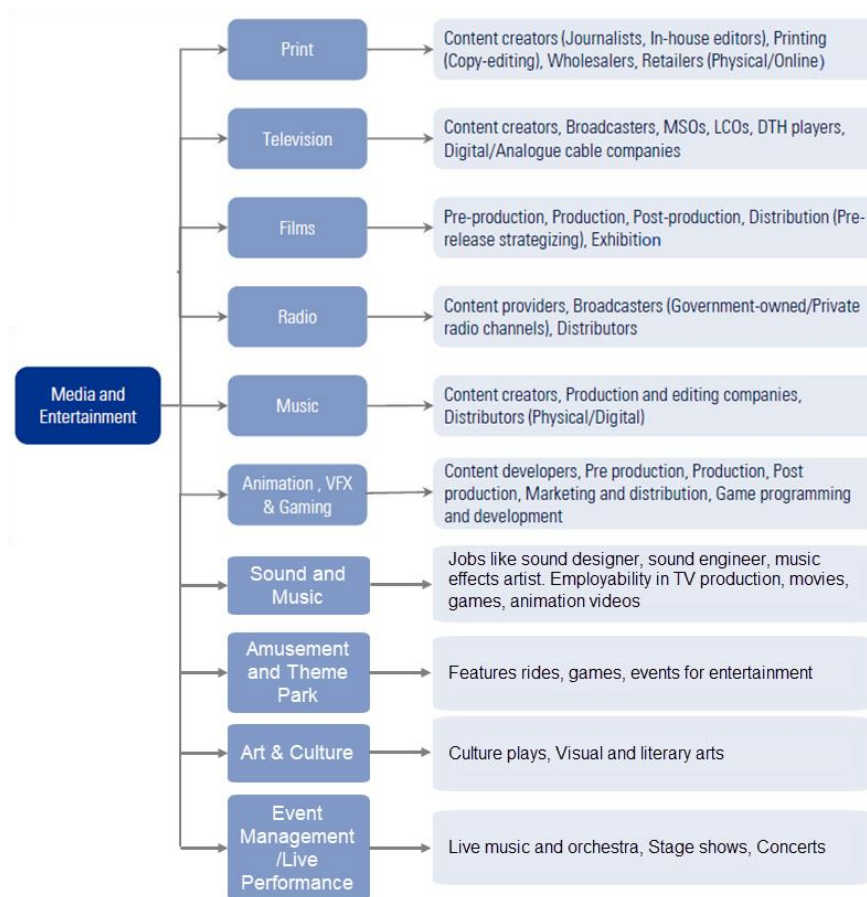 Print
Content creators (Journalists, In-house editors), Printing
(Copy-editing), Wholesalers, Retailers (Physical/Online)
Television
Content creators, Broadcasters, MSOs, LCOs, DTH players,
Digital/Analogue cable companies
Films
Pre-production, Production, Post-production, Distribution (Pre-
release strategizing), Exhibition
Radio
Content providers, Broadcasters (Government-owned/Private
radio channels), Distributors
Media and
Entertainment
Music
Content creators, Production and editing companies,
Distributors (Physical/Digital)
Animation , VFX
& Gaming
Content developers, Pre production, Production, Post
production, Marketing and distribution, Game programming
and development
Sound and
Music
Jobs like sound designer, sound engineer, music
effects artist. Employability in TV production, movies,
games, animation videos
Amusement
and Theme
Park
Features rides, games, events for entertainment
Art & Culture
Culture plays, Visual and literary arts
Event
Management
/Live
Performance
Live music and orchestra, Stage shows, Concerts